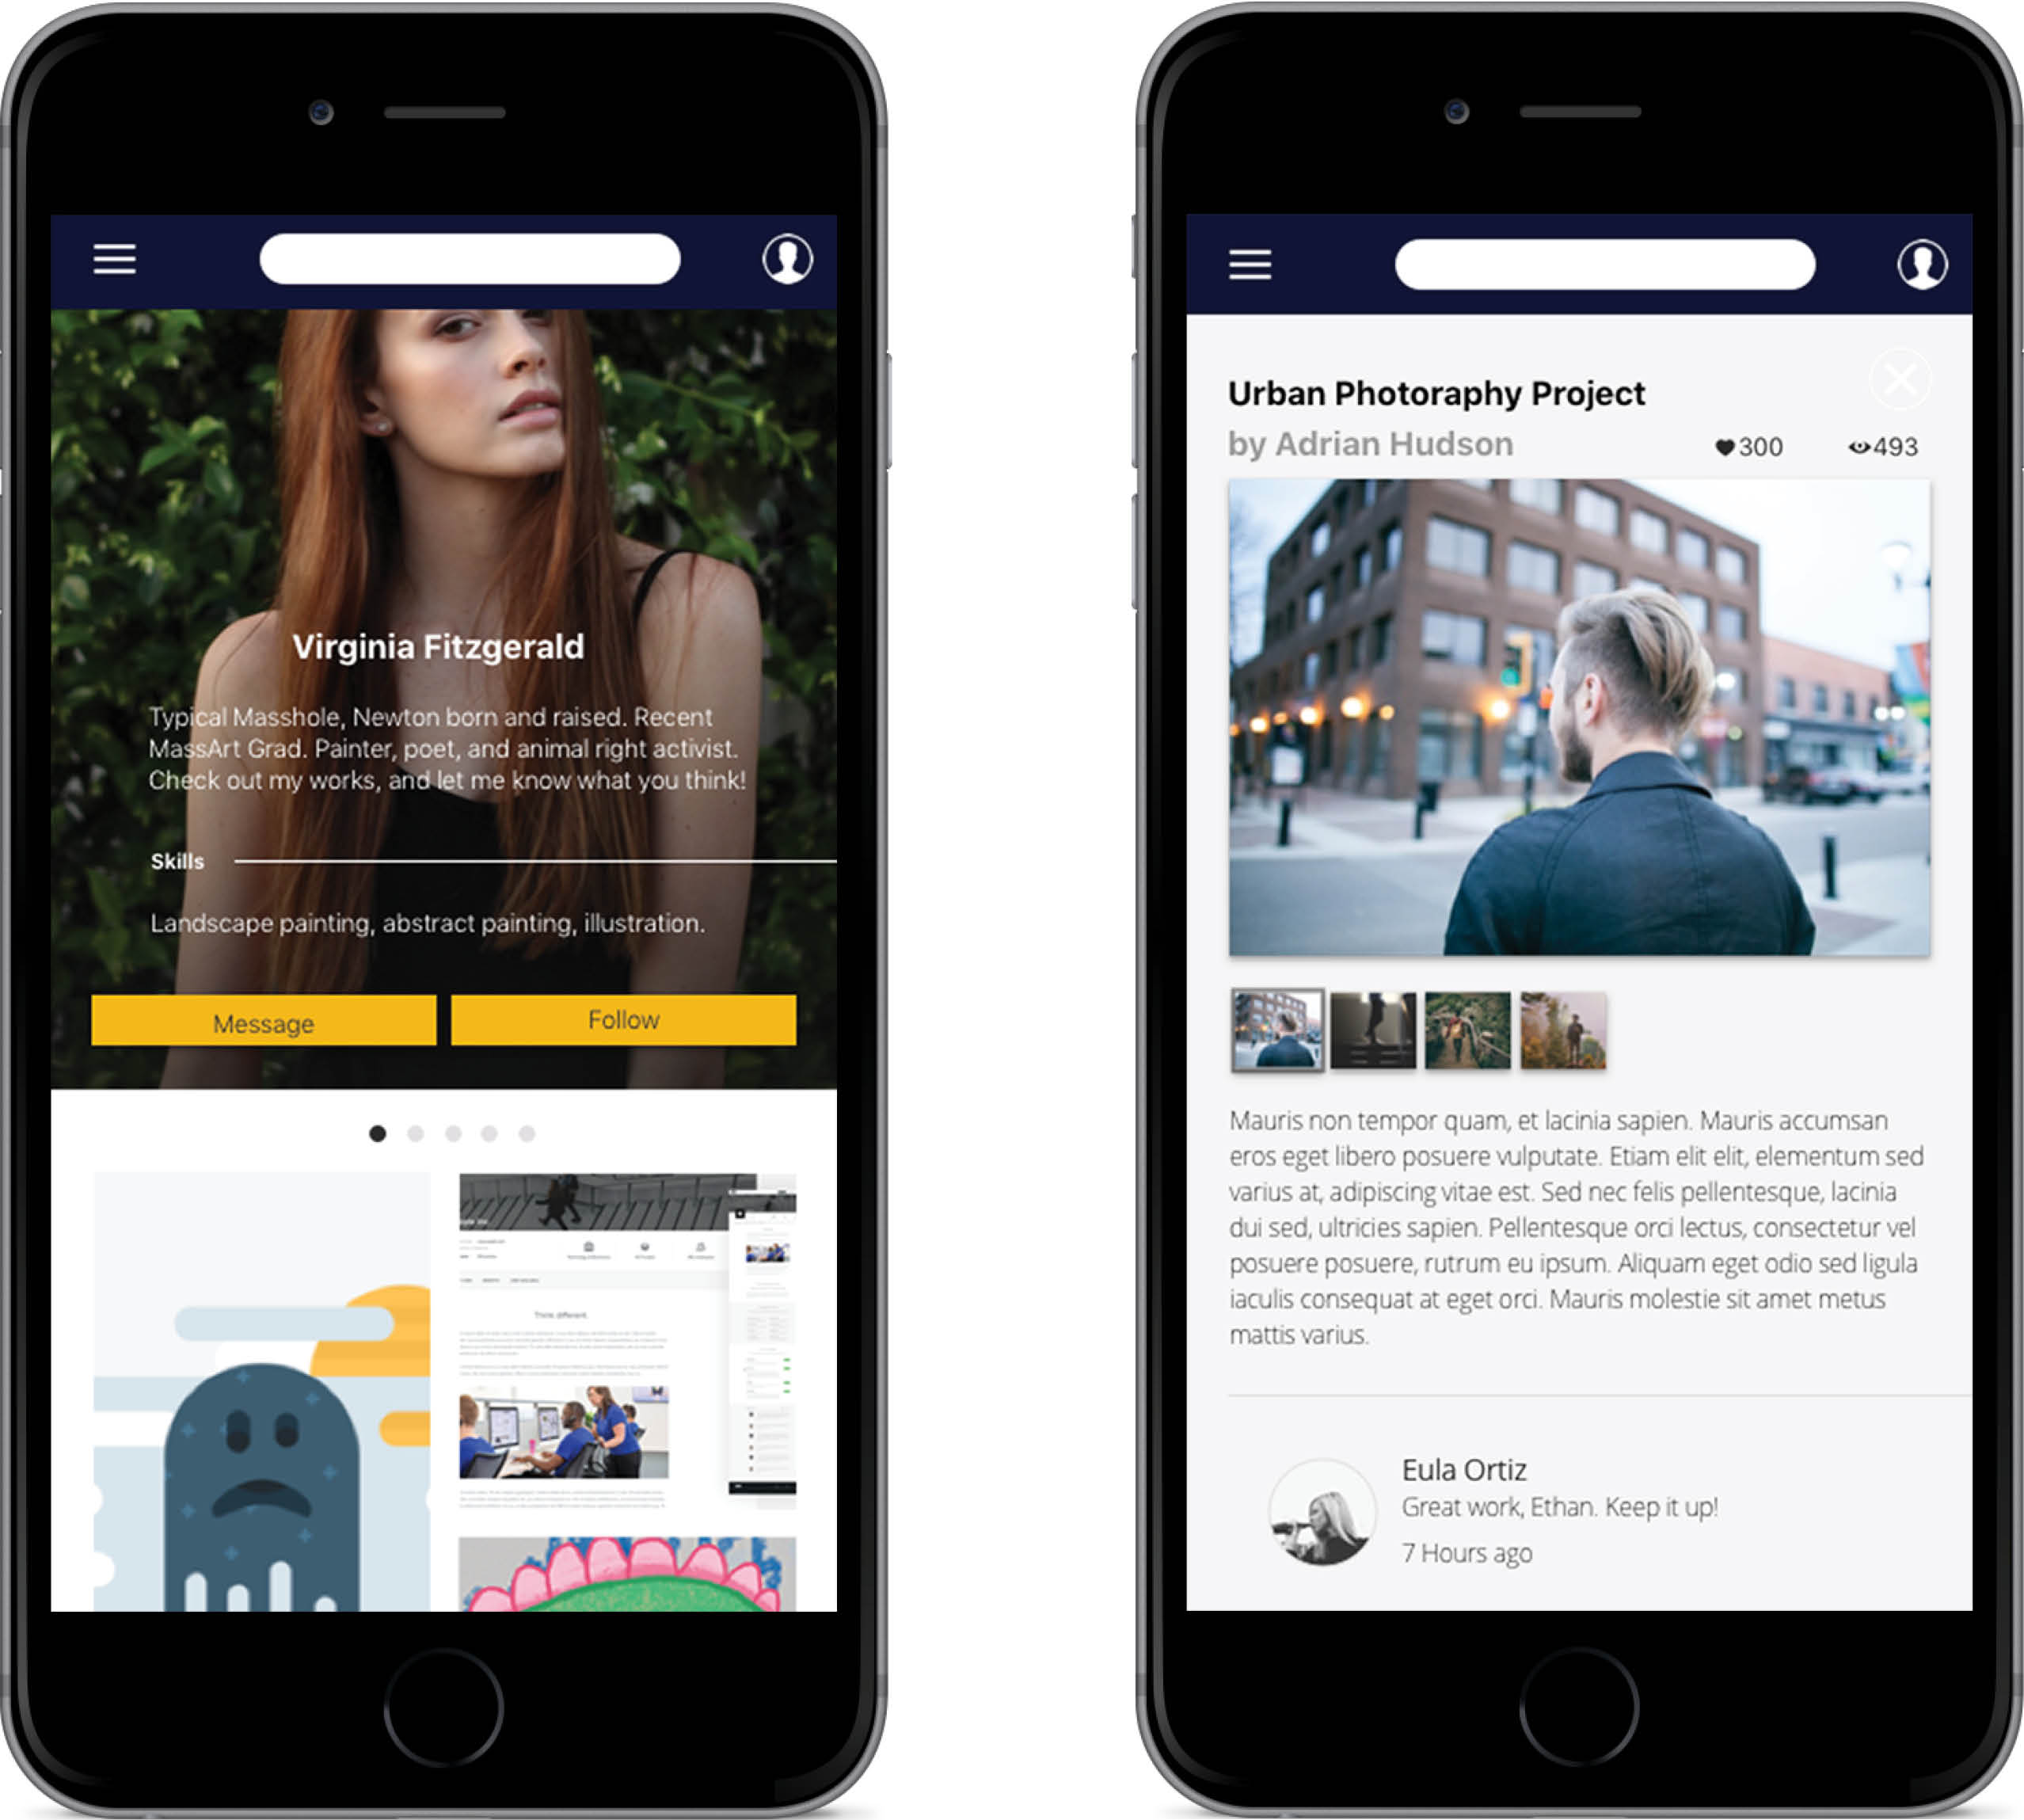 Virginia Fitzgerald
Typical Masshole, Newton born and raised. Recent
MassArt Grad. Painter, poet, and animal right activist.
Check out my works, and let me know what you think!
Skills
Landscape painting, abstract painting, illustration.
Message
Follow
Think different.
Urban Photoraphy Project
by Adrian Hudson
300
493
Mauris non tempor quam, et lacinia sapien. Mauris accumsan
eros eget libero posuere vulputate. Etiam elit elit, elementum sed
varius at, adipiscing vitae est. Sed nec felis pellentesque, lacinia
dui sed, ultricies sapien. Pellentesque orci lectus, consectetur vel
posuere posuere, rutrum eu ipsum. Aliquam eget odio sed ligula
iaculis consequat at eget orci. Mauris molestie sit amet metus
mattis varius.
Eula Ortiz
Great work, Ethan. Keep it up!
7 Hours ago